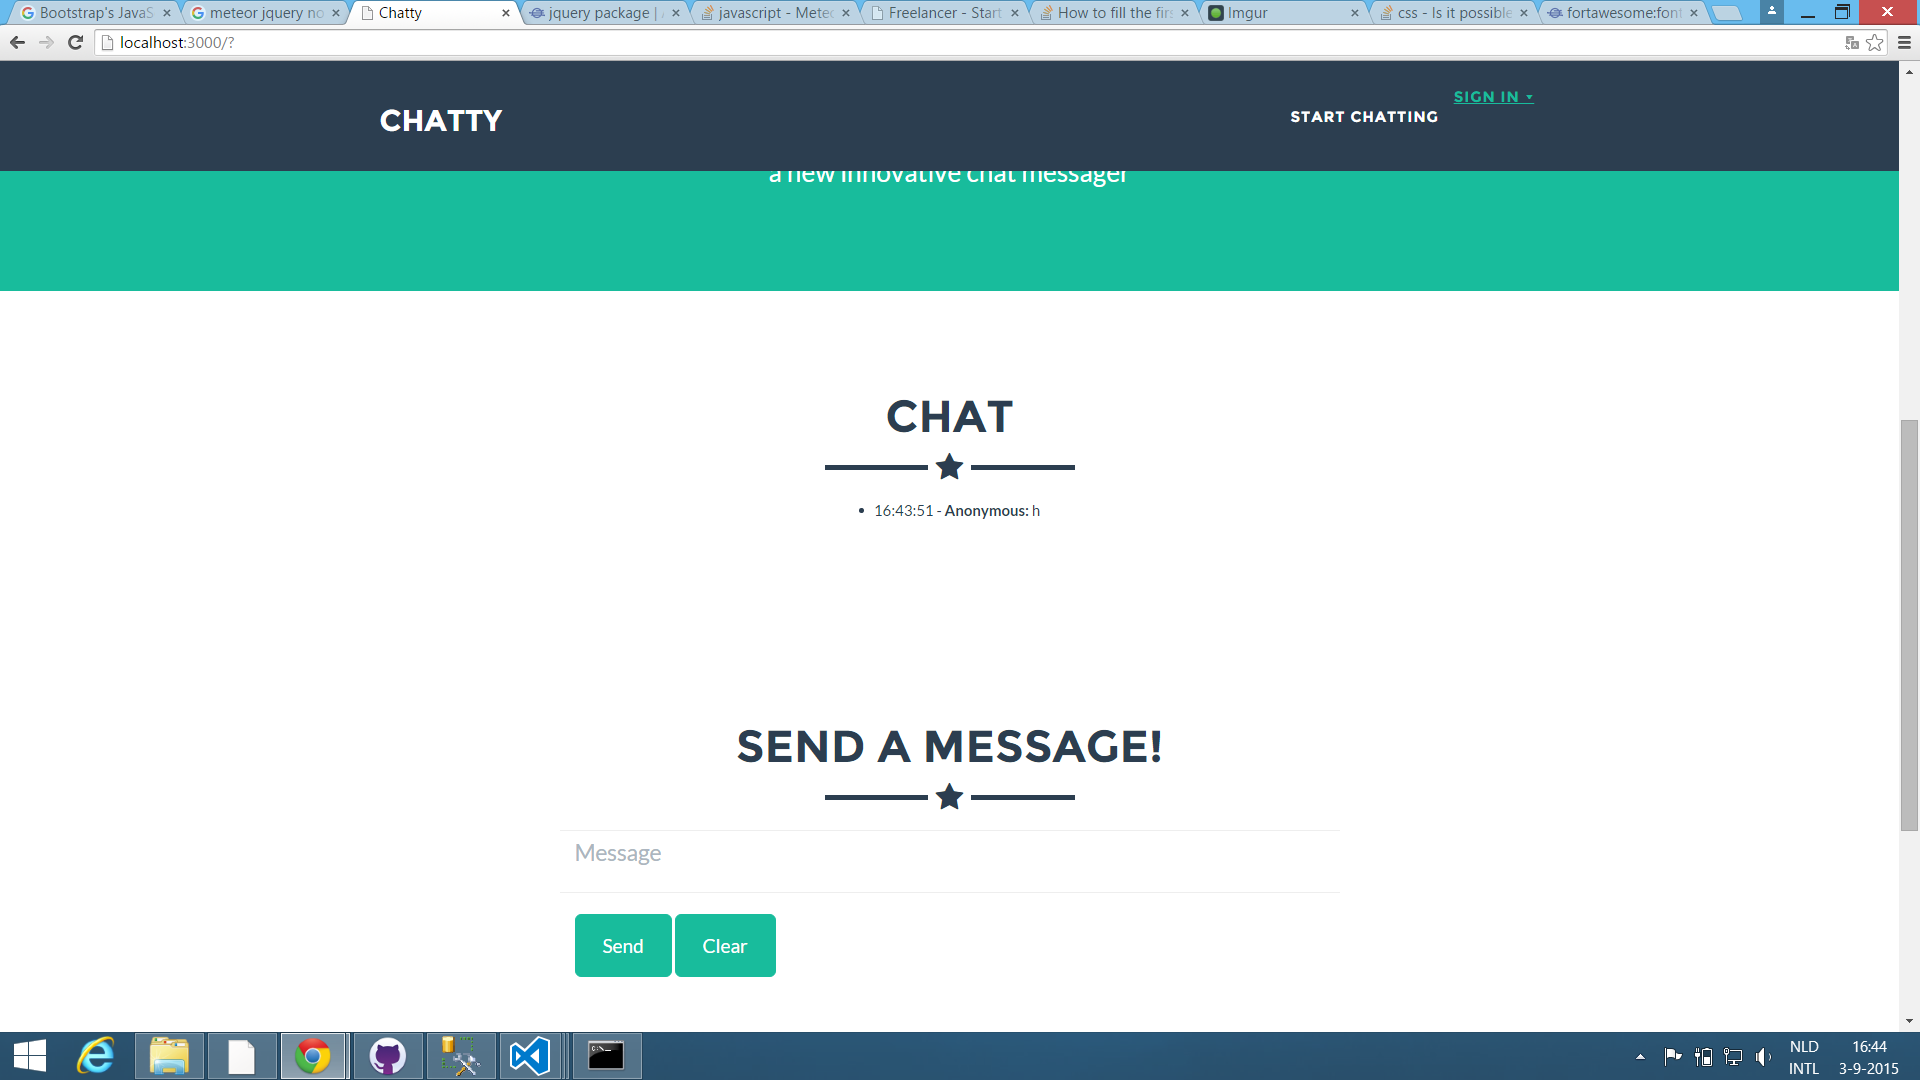 Bootstrap's JavaS
meteor jquery no
Chatty
jquery package |
javascript - Meteo
Freelancer - Start
How to fill the firs
Imgur
css - Is it possible
fortawesome:font
localhost:3000/?
CHATTY
START CHATTING
SIGN IN
a new innovative chat messager
CHAT
16:43:51 - Anonymous: h
SEND A MESSAGE!
Message
Send
Clear
NLD
INTL
16:44
3-9-2015